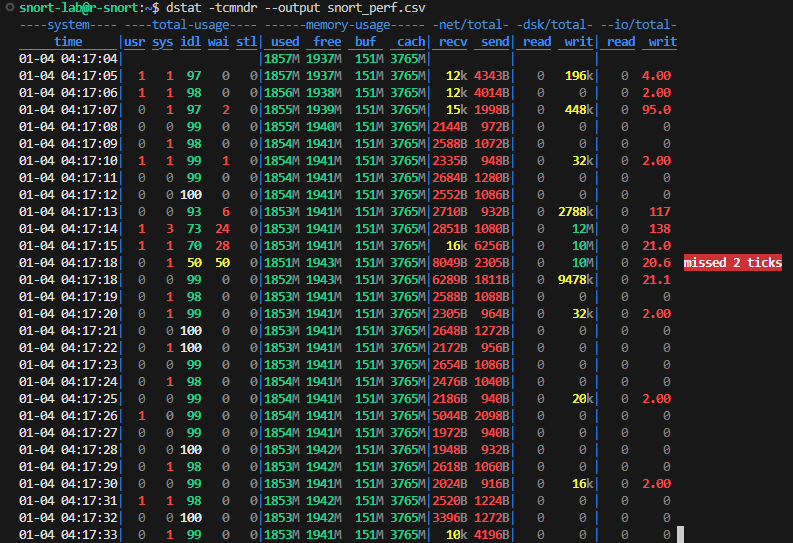 snort-lab@r-snort:~$ dstat -tcmndr --output snort_perf.csv
----system---- ----total-usage---- ------memory-usage----- -net/total- -dsk/total- --io/total-
     time     |usr sys idl wai stl| used  free   buf  cach| recv  send| read  writ| read  writ
01-04 04:17:04|                   |1857M 1937M  151M 3765M|           |           |
01-04 04:17:05|  1   1  97   0   0|1857M 1937M  151M 3765M|  12k 4343B|   0   196k|   0  4.00
01-04 04:17:06|  1   1  98   0   0|1856M 1938M  151M 3765M|  12k 4014B|   0     0 |   0  2.00
01-04 04:17:07|  0   1  97   2   0|1855M 1939M  151M 3765M|  15k 1998B|   0   448k|   0  95.0
01-04 04:17:08|  0   0  99   0   0|1855M 1940M  151M 3765M|2144B  972B|   0     0 |   0     0
01-04 04:17:09|  0   1  98   0   0|1854M 1941M  151M 3765M|2588B 1072B|   0     0 |   0     0
01-04 04:17:10|  1   1  99   1   0|1854M 1941M  151M 3765M|2335B  948B|   0    32k|   0  2.00
01-04 04:17:11|  0   0  99   0   0|1854M 1941M  151M 3765M|2684B 1280B|   0     0 |   0     0
01-04 04:17:12|  0   0 100   0   0|1854M 1941M  151M 3765M|2552B 1086B|   0     0 |   0     0
01-04 04:17:13|  0   0  93   6   0|1853M 1941M  151M 3765M|2710B  932B|   0  2788k|   0   117
01-04 04:17:14|  1   3  73  24   0|1853M 1941M  151M 3765M|2851B 1080B|   0    12M|   0   138
01-04 04:17:15|  1   1  70  28   0|1853M 1941M  151M 3765M|  16k 6256B|   0    10M|   0  21.0
01-04 04:17:18|  0   1  50  50   0|1851M 1943M  151M 3765M|8049B 2305B|   0    10M|   0  20.6 missed 2 ticks
01-04 04:17:18|  0   0  99   0   0|1852M 1943M  151M 3765M|6289B 1811B|   0  9478k|   0  21.1
01-04 04:17:19|  0   1  98   0   0|1853M 1941M  151M 3765M|2588B 1088B|   0     0 |   0     0
01-04 04:17:20|  0   1  99   0   0|1853M 1941M  151M 3765M|2305B  964B|   0    32k|   0  2.00
01-04 04:17:21|  0   0 100   0   0|1853M 1941M  151M 3765M|2648B 1272B|   0     0 |   0     0
01-04 04:17:22|  0   1 100   0   0|1853M 1941M  151M 3765M|2172B  956B|   0     0 |   0     0
01-04 04:17:23|  0   0  99   0   0|1853M 1941M  151M 3765M|2654B 1086B|   0     0 |   0     0
01-04 04:17:24|  0   1  98   0   0|1854M 1941M  151M 3765M|2476B 1040B|   0     0 |   0     0
01-04 04:17:25|  0   0  99   0   0|1854M 1941M  151M 3765M|2186B  940B|   0    20k|   0  2.00
01-04 04:17:26|  1   0  99   0   0|1853M 1941M  151M 3765M|5044B 2098B|   0     0 |   0     0
01-04 04:17:27|  0   0  99   0   0|1854M 1941M  151M 3765M|1972B  940B|   0     0 |   0     0
01-04 04:17:28|  0   0 100   0   0|1853M 1942M  151M 3765M|1948B  932B|   0     0 |   0     0
01-04 04:17:29|  0   1  98   0   0|1853M 1942M  151M 3765M|2618B 1060B|   0     0 |   0     0
01-04 04:17:30|  0   0  99   0   0|1853M 1941M  151M 3765M|2024B  916B|   0    16k|   0  2.00
01-04 04:17:31|  1   1  98   0   0|1853M 1942M  151M 3765M|2520B 1224B|   0     0 |   0     0
01-04 04:17:32|  0   0 100   0   0|1853M 1942M  151M 3765M|3396B 1272B|   0     0 |   0     0
01-04 04:17:33|  0   1  99   0   0|1853M 1941M  151M 3765M|  10k 4196B|   0     0 |   0     0